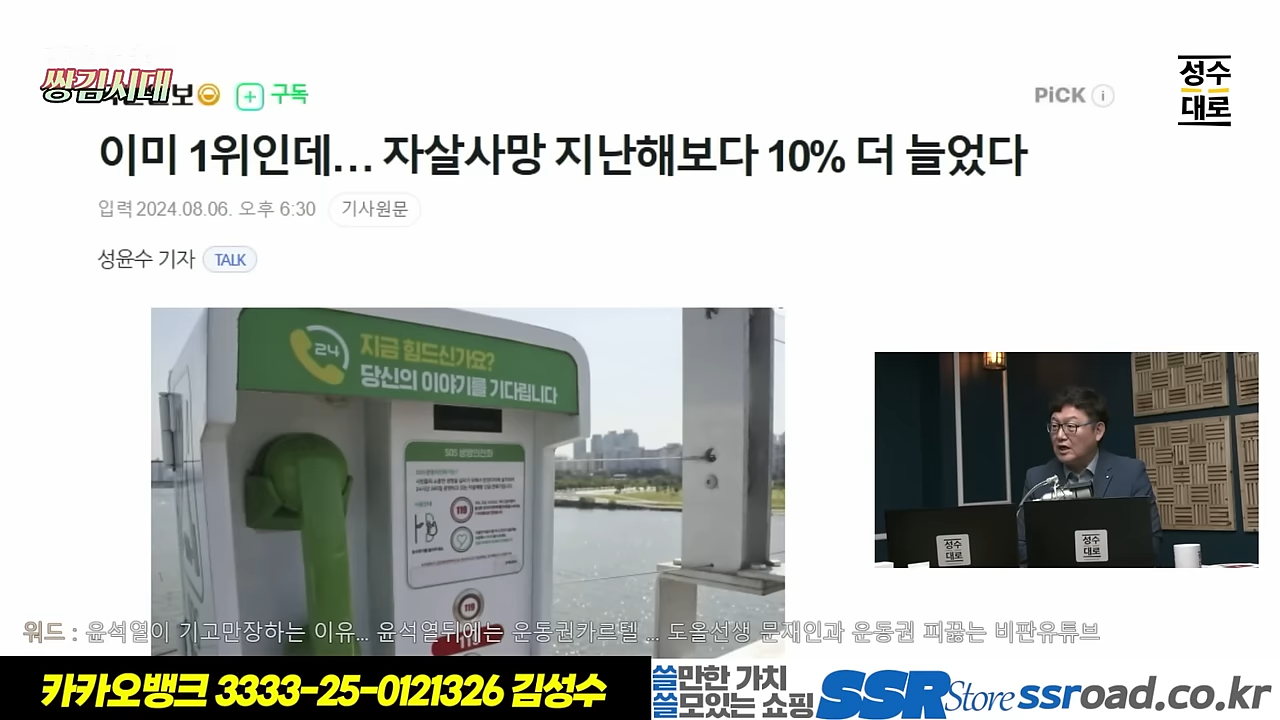 쌍김시대
구독
PiCK
성수
대로
이미 1위인데… 자살사망 지난해보다 10% 더 늘었다
입력 2024.08.06. 오후 6:30
기사원문
성윤수 기자
TALK
24
지금 힘드신가요?
당신의 이야기를 기다립니다
SOS 생명의전화
119
119
성수
대로
성수
대로
워드 : 윤석열이 기고만장하는 이유... 윤석열뒤에는 운동권카르텔 ... 도올선생 문재인과 운동권 피끓는 비판유튜브
카카오뱅크 3333-25-0121326 김성수
쓸만한 가치
쓸모있는 쇼핑
SSR Store ssroad.co.kr